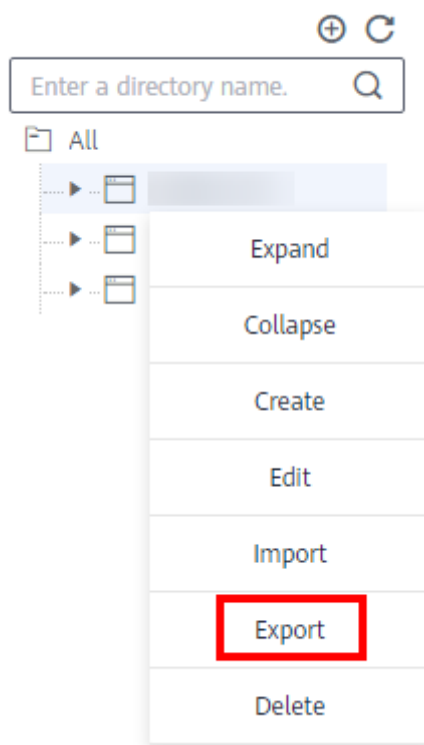 Enter a directory name.
All
Expand
Collapse
Create
Edit
Import
Export
Delete